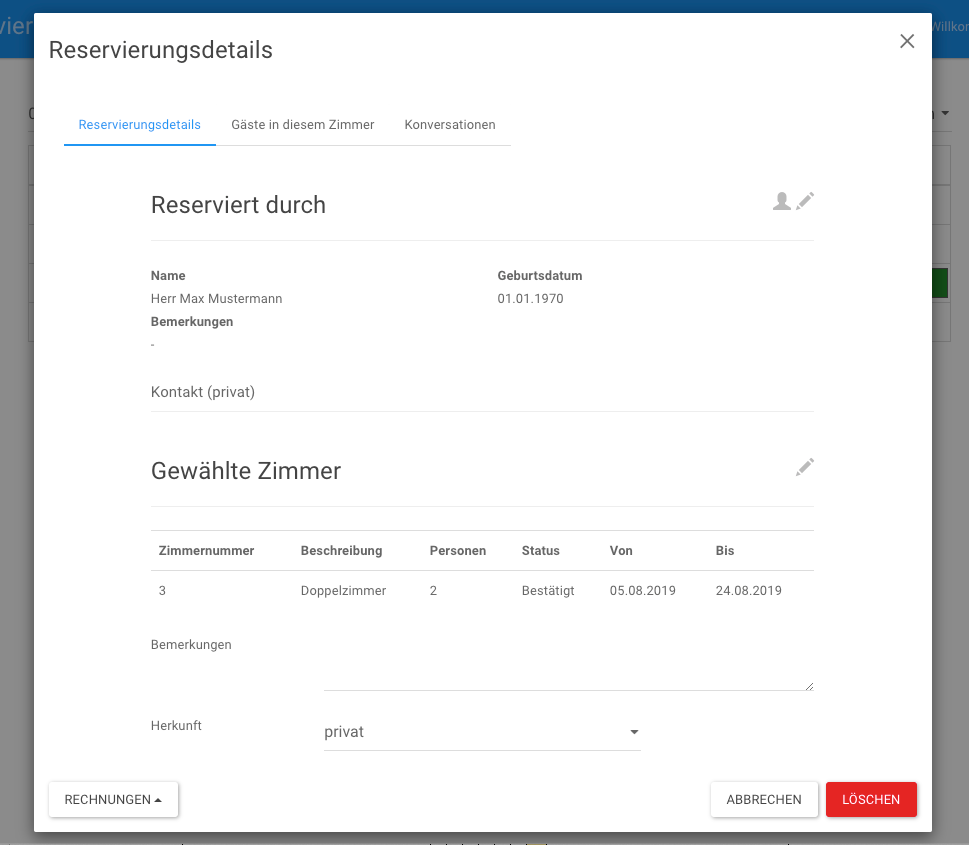 Reservierungsdetails
Reservierungsdetails Gäste in diesem Zimmer Konversationen
Reserviert durch
Name Geburtsdatum
Herr Max Mustermann 01.01.1970
Bemerkungen
-
Kontakt (privat)
Gewählte Zimmer
Zimmernummer Beschreibung Personen Status Von Bis
3 Doppelzimmer 2 Bestätigt 05.08.2019 24.08.2019
Bemerkungen
Herkunft privat
RECHNUNGEN ABBRECHEN LÖSCHEN